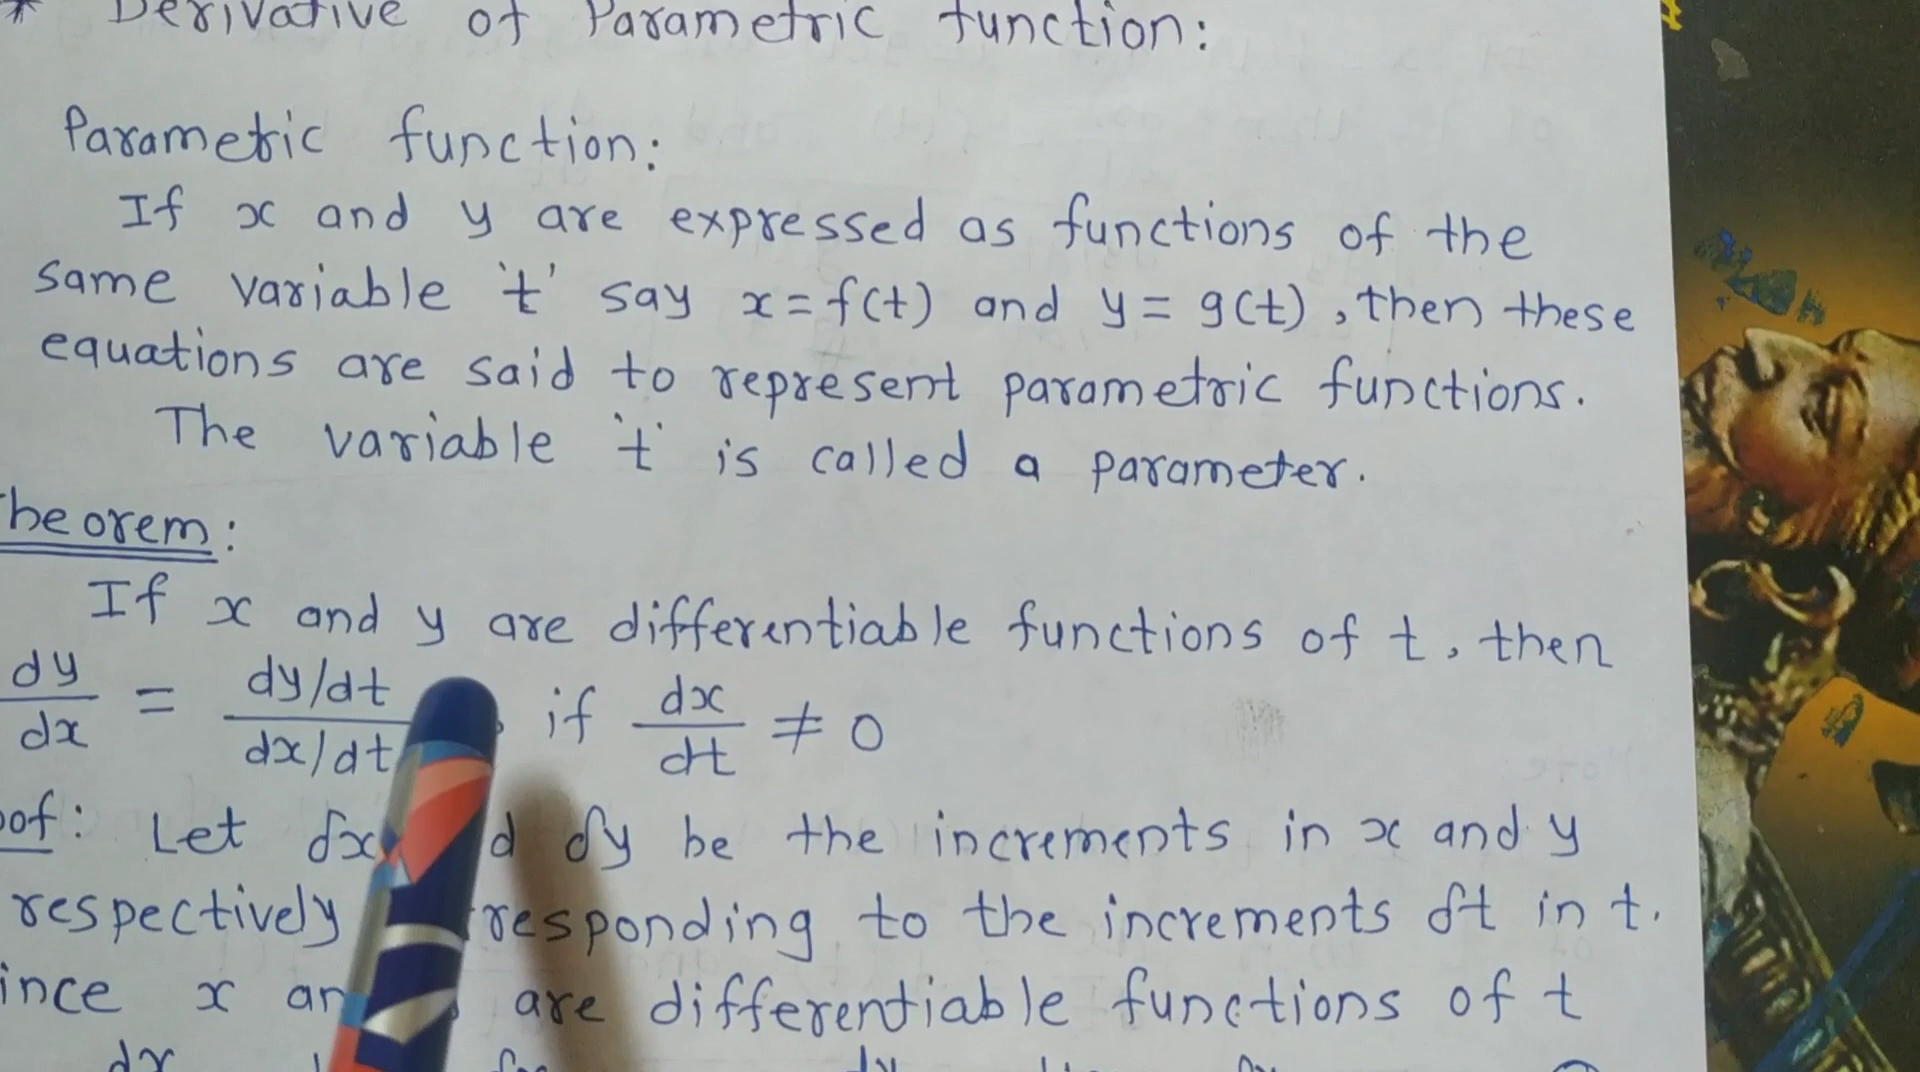 * Derivative of Parametric function:
Parametric function:
If x and y are expressed as functions of the
same variable 't' say x = f(t) and y = g(t), then these
equations are said to represent parametric functions.
The variable 't' is called a parameter.
heorem:
If x and y are differentiable functions of t, then
dy/dx = (dy/dt)/(dx/dt), if dx/dt ≠ 0
oof: Let δx d δy be the increments in x and y
respectively responding to the increments δt in t.
ince x an are differentiable functions of t